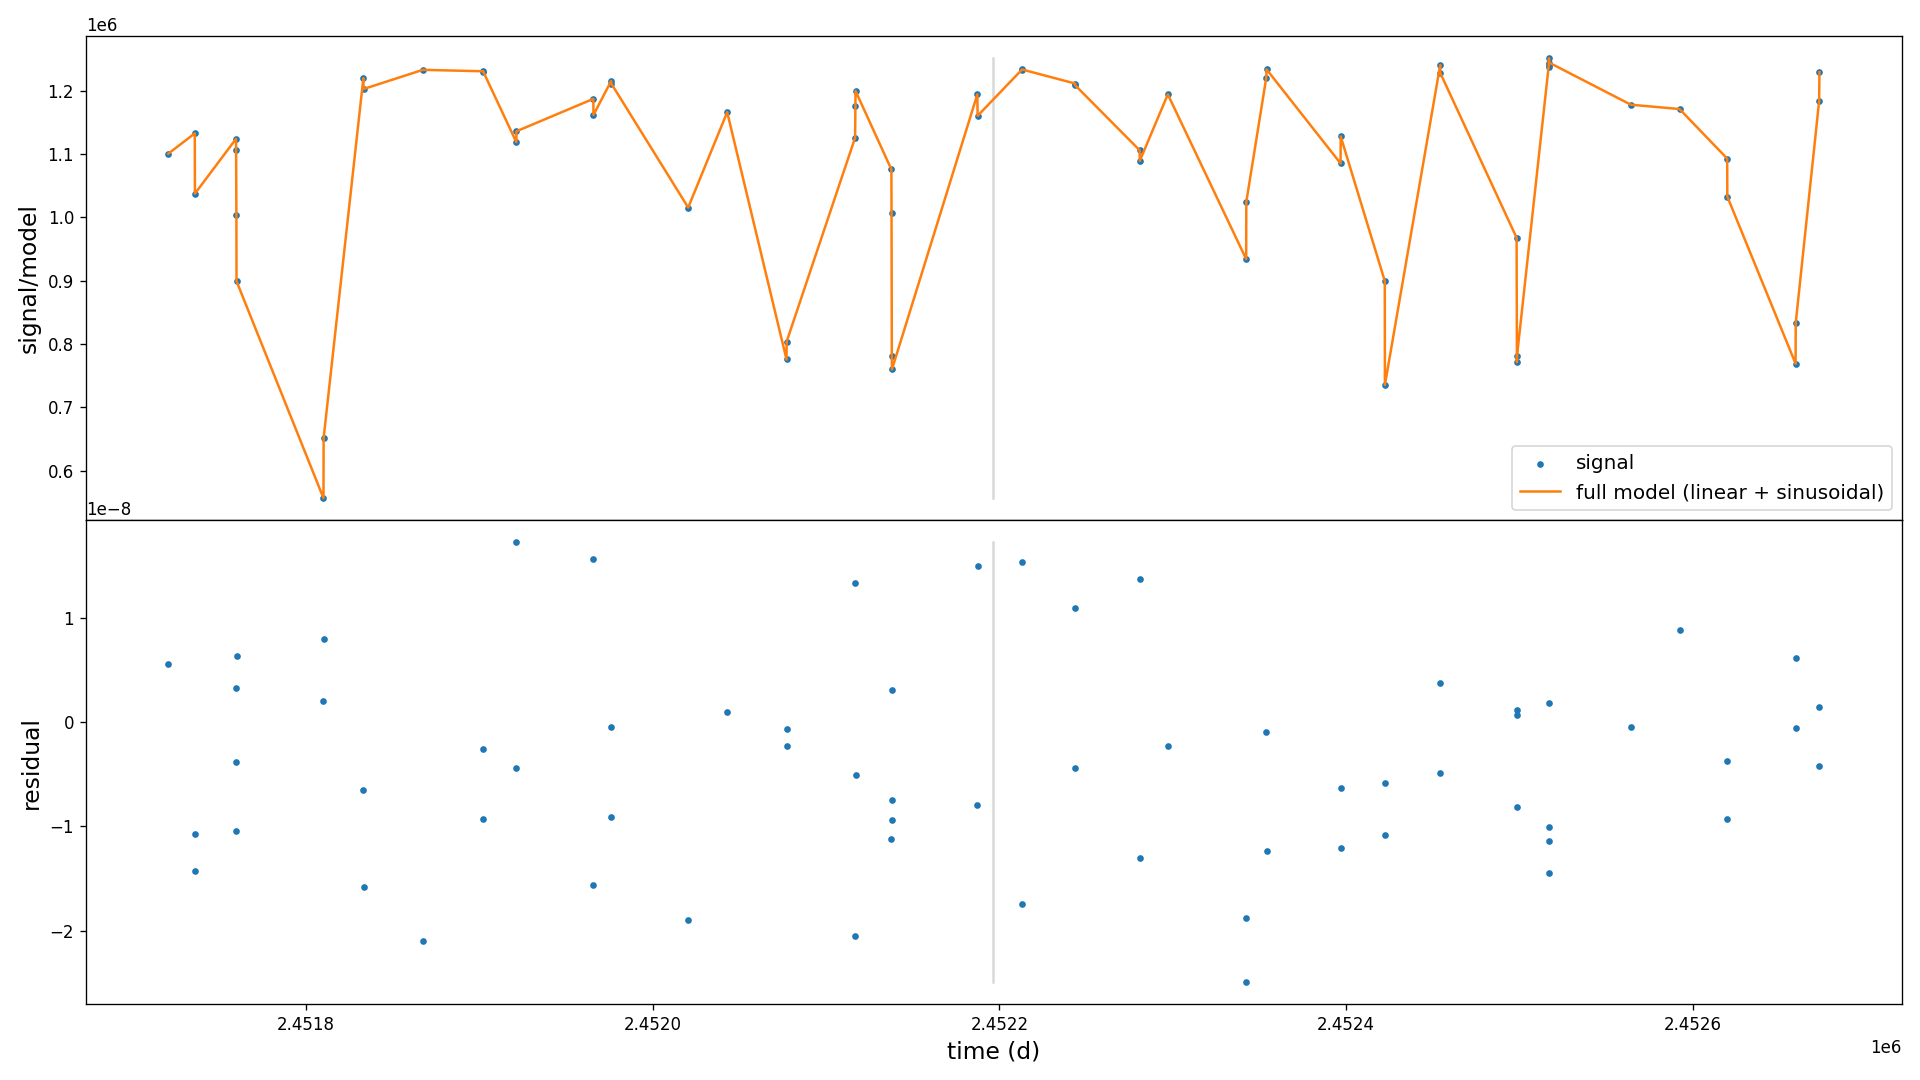 1e6
1.2
1.1
1.0
0.9
0.8
0.7
0.6
signal/model
signal
full model (linear + sinusoidal)
1e−8
1
0
−1
−2
residual
2.4518
2.4520
2.4522
2.4524
2.4526
time (d)
1e6